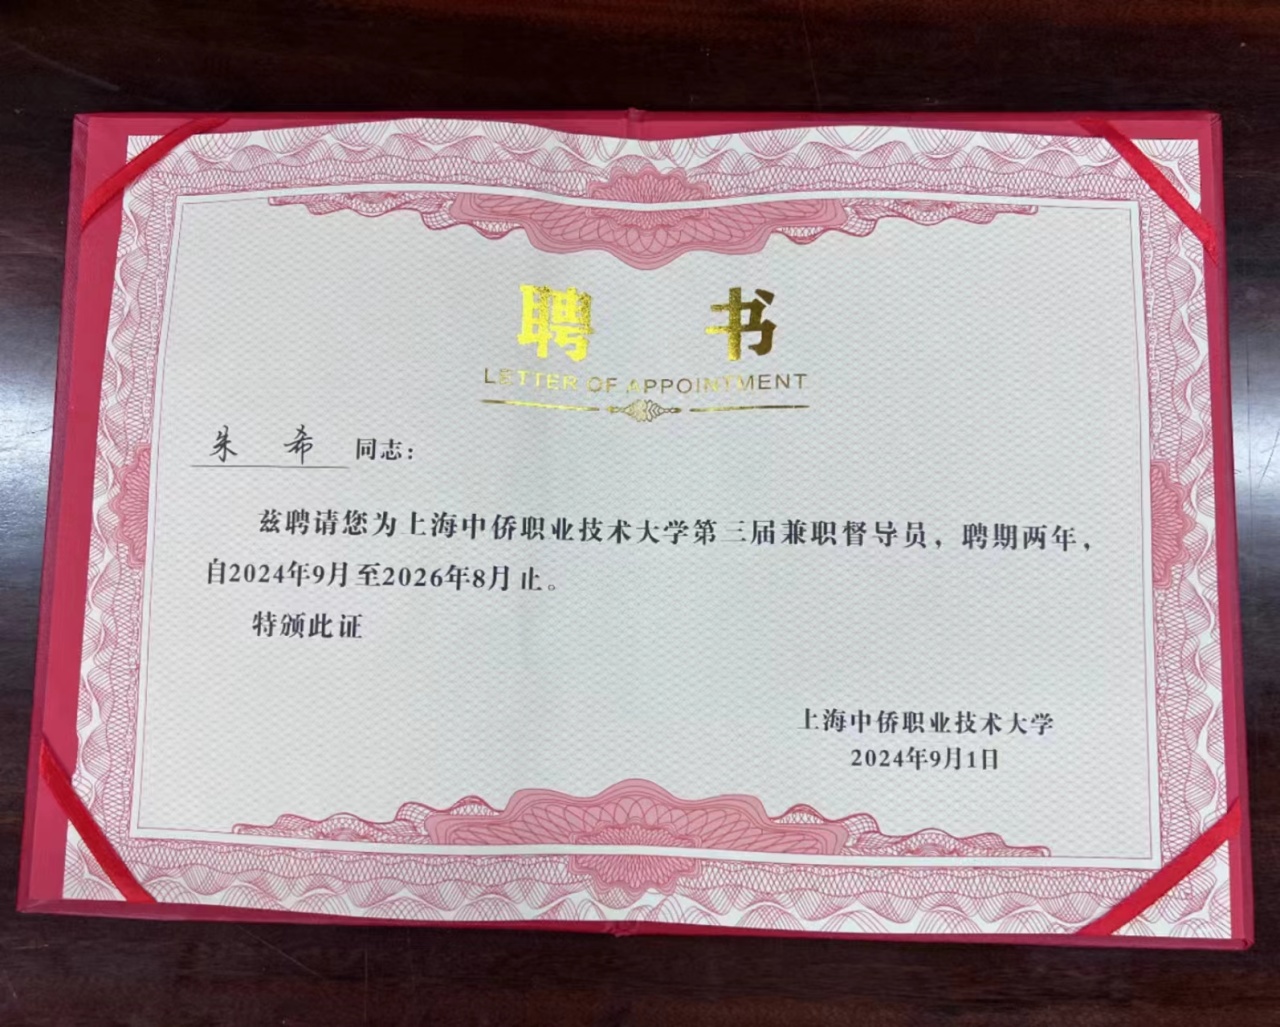 聘 书
LETTER OF APPOINTMENT
朱 希 同志：
兹聘请您为上海中侨职业技术大学第三届兼职督导员，聘期两年，
自2024年9月至2026年8月止。
特颁此证
上海中侨职业技术大学
2024年9月1日